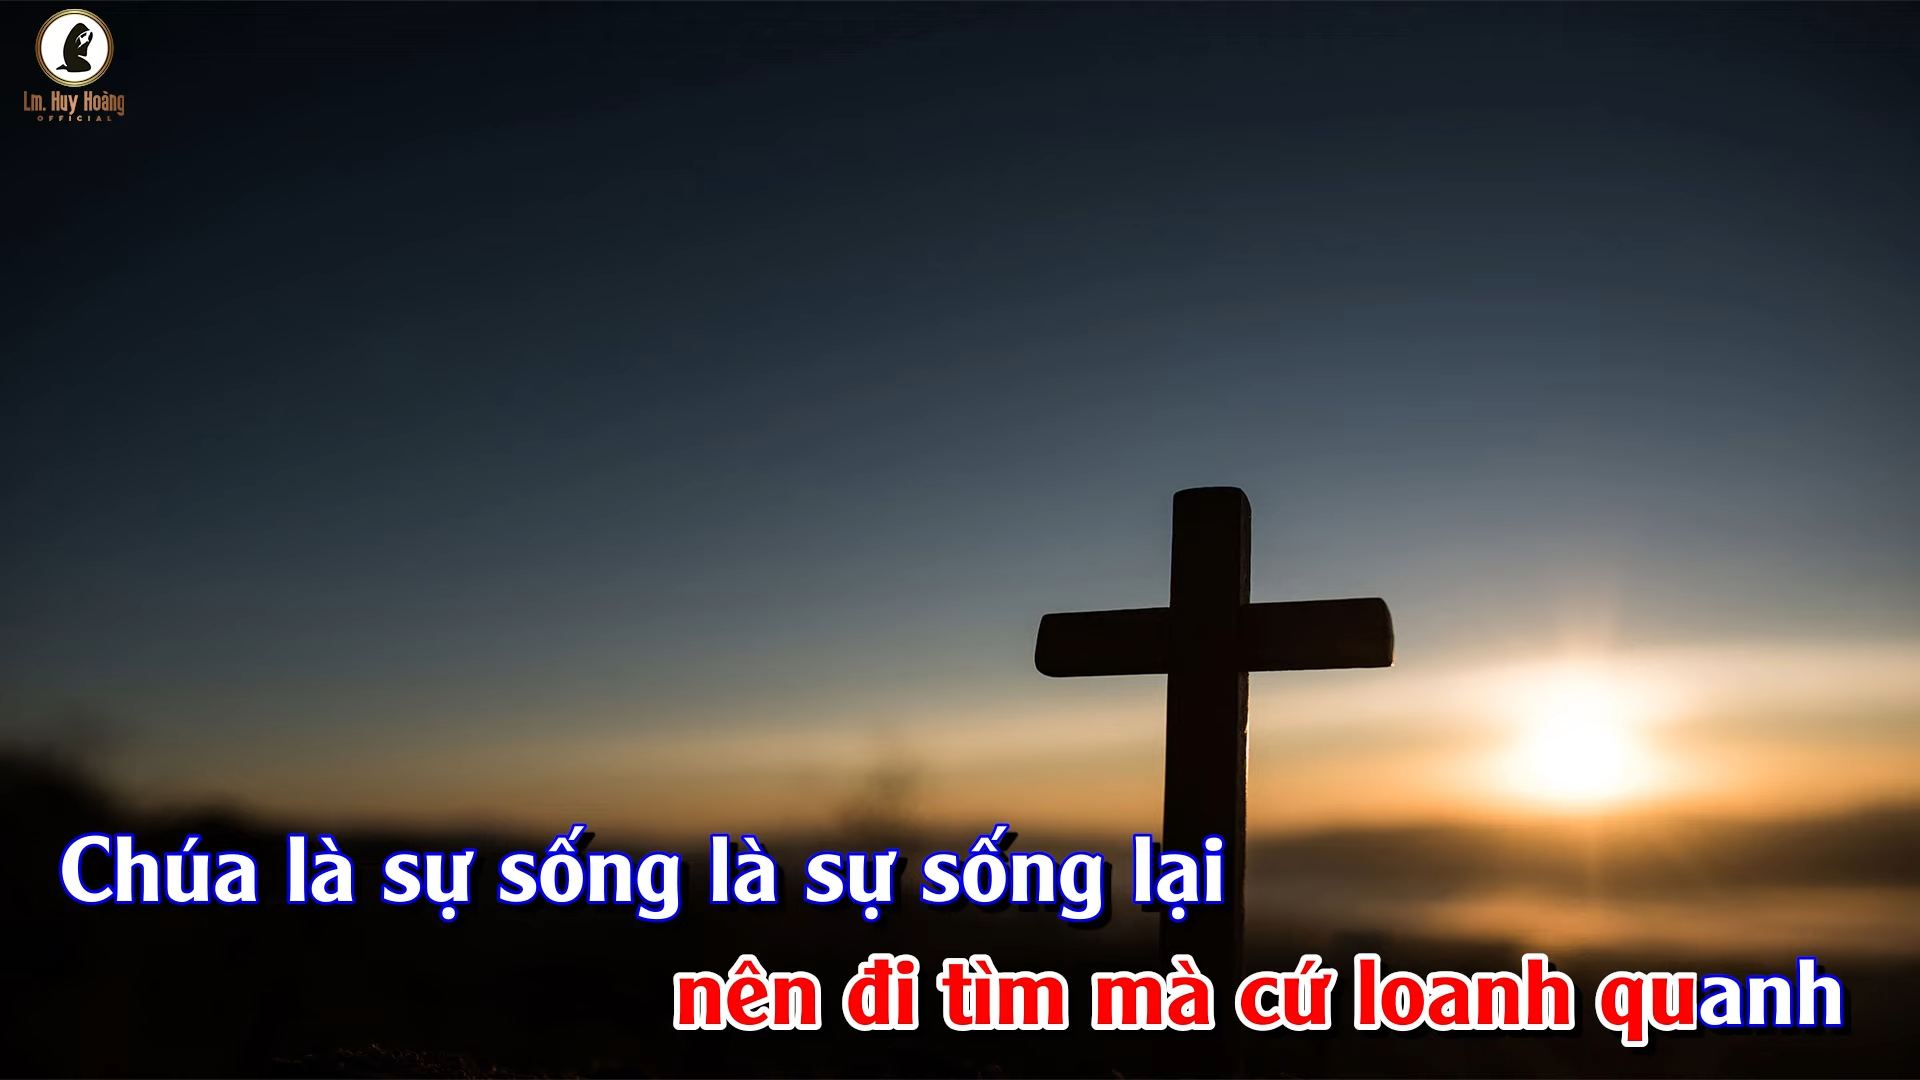 Lm. Huy Hoàng
OFFICIAL
Chúa là sự sống là sự sống lại
nên đi tìm mà cứ loanh quanh